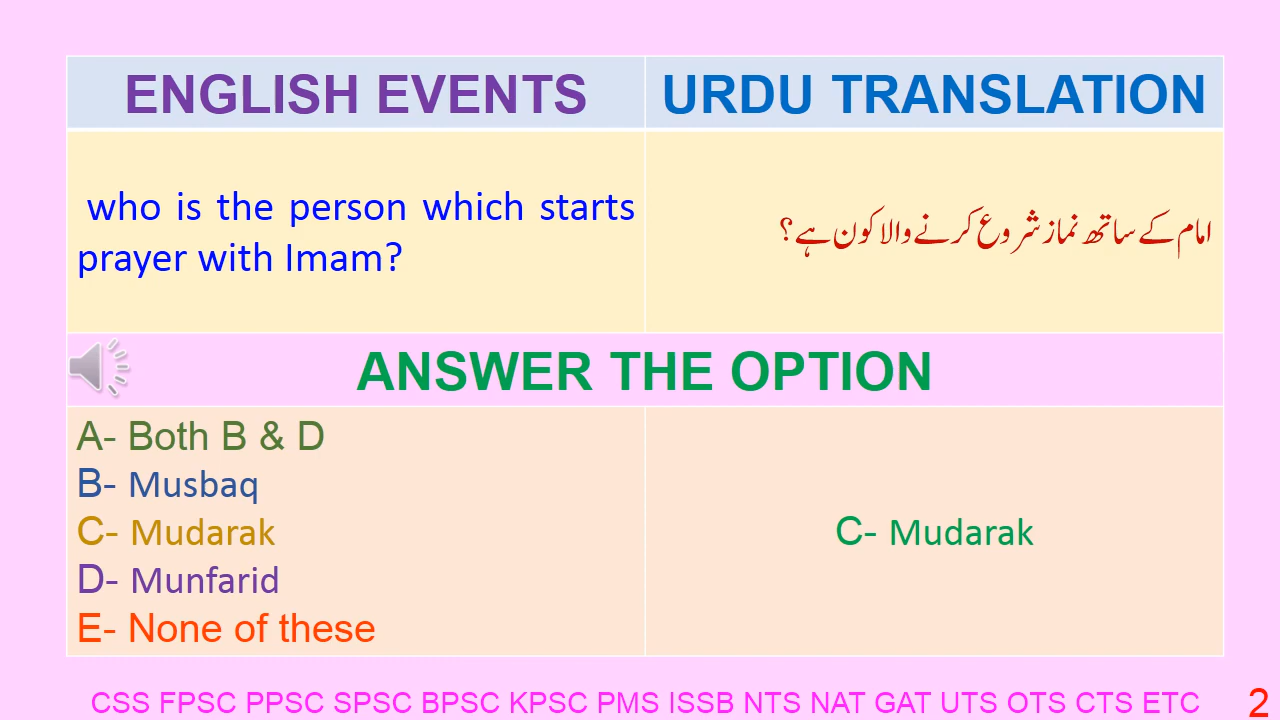 ENGLISH EVENTS
URDU TRANSLATION
who is the person which starts
prayer with Imam?
امام کے ساتھ نماز شروع کرنے والا کون ہے؟
ANSWER THE OPTION
A- Both B & D
B- Musbaq
C- Mudarak
D- Munfarid
E- None of these
C- Mudarak
CSS FPSC PPSC SPSC BPSC KPSC PMS ISSB NTS NAT GAT UTS OTS CTS ETC
2